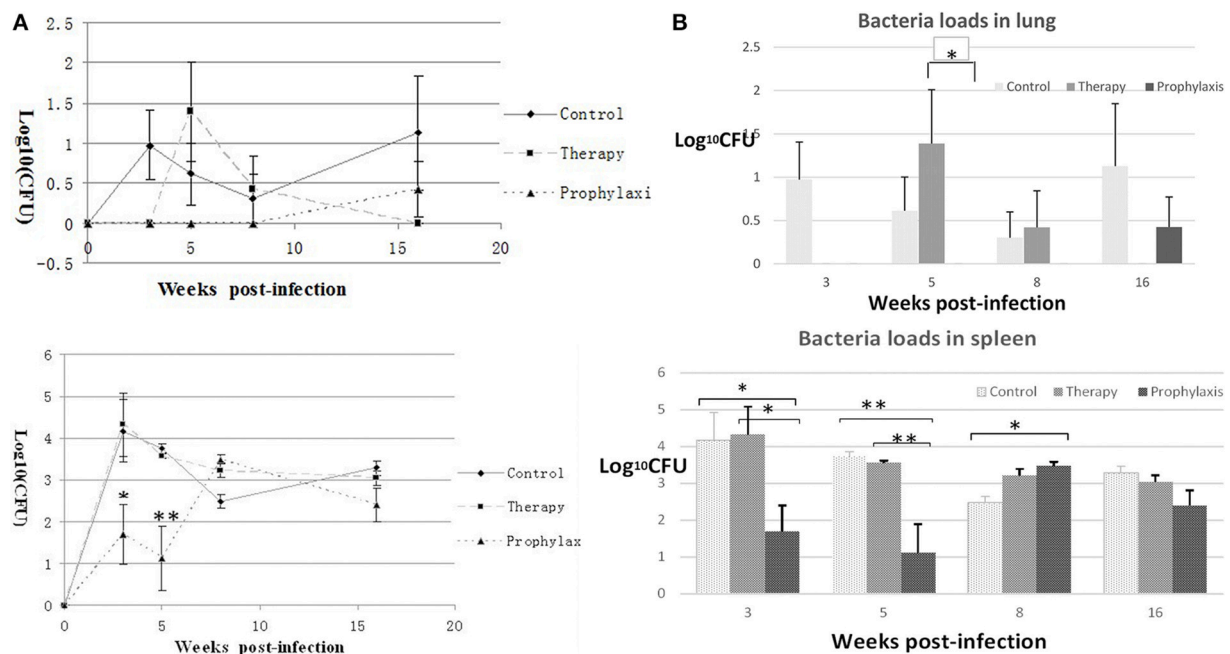 A
2.5
2
1.5
1
0.5
0
-0.5
Log10(CFU)
0 5 10 15 20
Weeks post-infection
Control
Therapy
Prophylaxi
B
Bacteria loads in lung
*
Control Therapy Prophylaxis
2.5
2
1.5
1
0.5
0
Log10CFU
3 5 8 16
Weeks post-infection
6
5
4
3
2
1
0
Log10(CFU)
*
**
0 5 10 15 20
Weeks post-infection
Control
Therapy
Prophylax
Bacteria loads in spleen
Control Therapy Prophylaxis
*
*
**
**
*
6
5
4
3
2
1
0
Log10CFU
3 5 8 16
Weeks post-infection